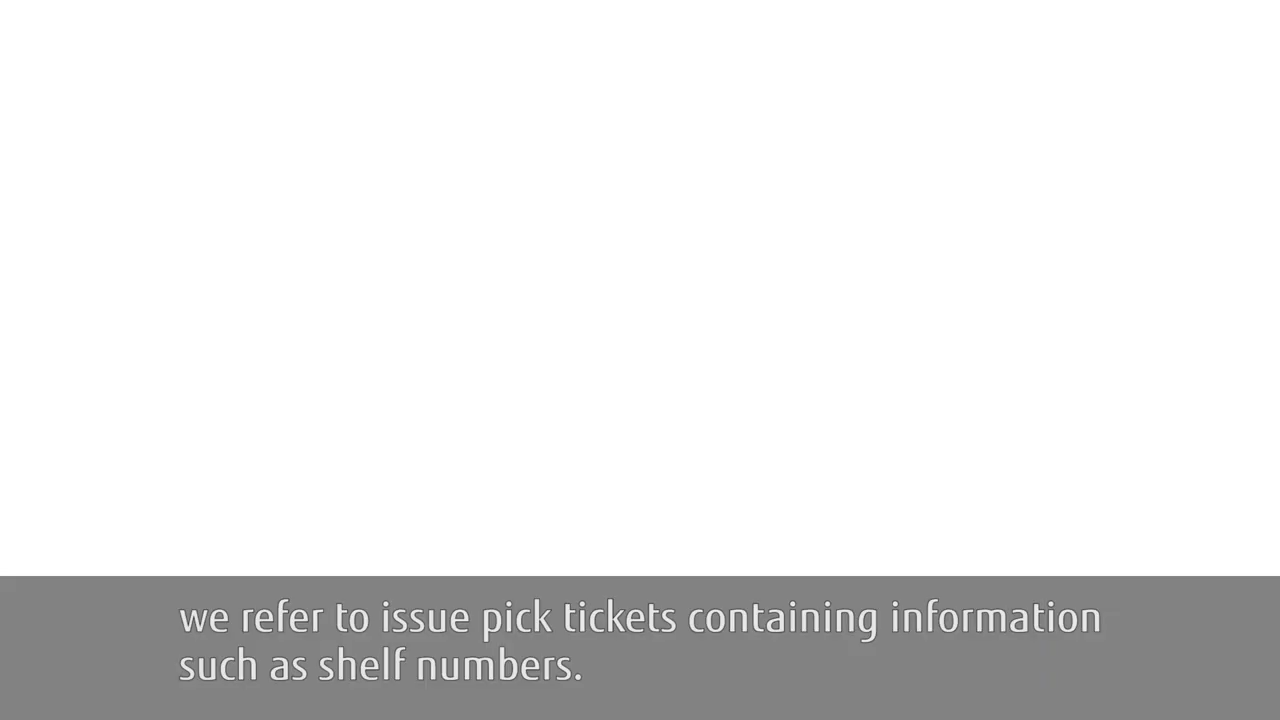 we refer to issue pick tickets containing information
such as shelf numbers.